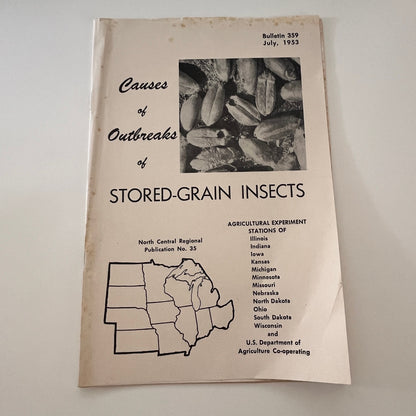 Bulletin 359
July, 1953
Causes
of
Outbreaks
of
STORED-GRAIN INSECTS
North Central Regional
Publication No. 35
AGRICULTURAL EXPERIMENT
STATIONS OF
Illinois
Indiana
Iowa
Kansas
Michigan
Minnesota
Missouri
Nebraska
North Dakota
Ohio
South Dakota
Wisconsin
and
U.S. Department of
Agriculture Co-operating